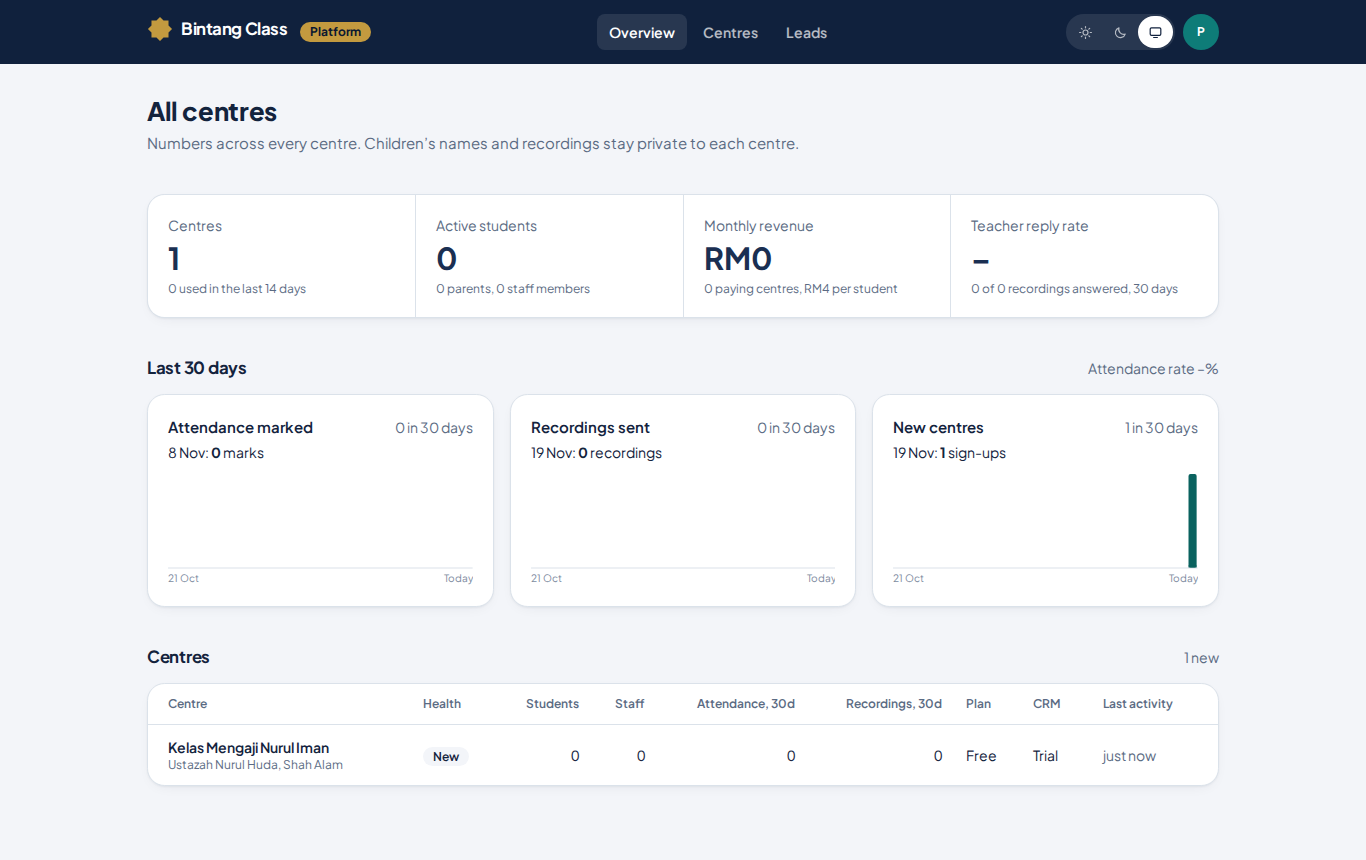 Bintang Class Platform Overview Centres Leads P
All centres
Numbers across every centre. Children's names and recordings stay private to each centre.
Centres Active students Monthly revenue Teacher reply rate
1 0 RM0 –
0 used in the last 14 days 0 parents, 0 staff members 0 paying centres, RM4 per student 0 of 0 recordings answered, 30 days
Last 30 days Attendance rate –%
Attendance marked 0 in 30 days Recordings sent 0 in 30 days New centres 1 in 30 days
8 Nov: 0 marks 19 Nov: 0 recordings 19 Nov: 1 sign-ups
21 Oct Today 21 Oct Today 21 Oct Today
Centres 1 new
Centre Health Students Staff Attendance, 30d Recordings, 30d Plan CRM Last activity
Kelas Mengaji Nurul Iman New 0 0 0 0 Free Trial just now
Ustazah Nurul Huda, Shah Alam